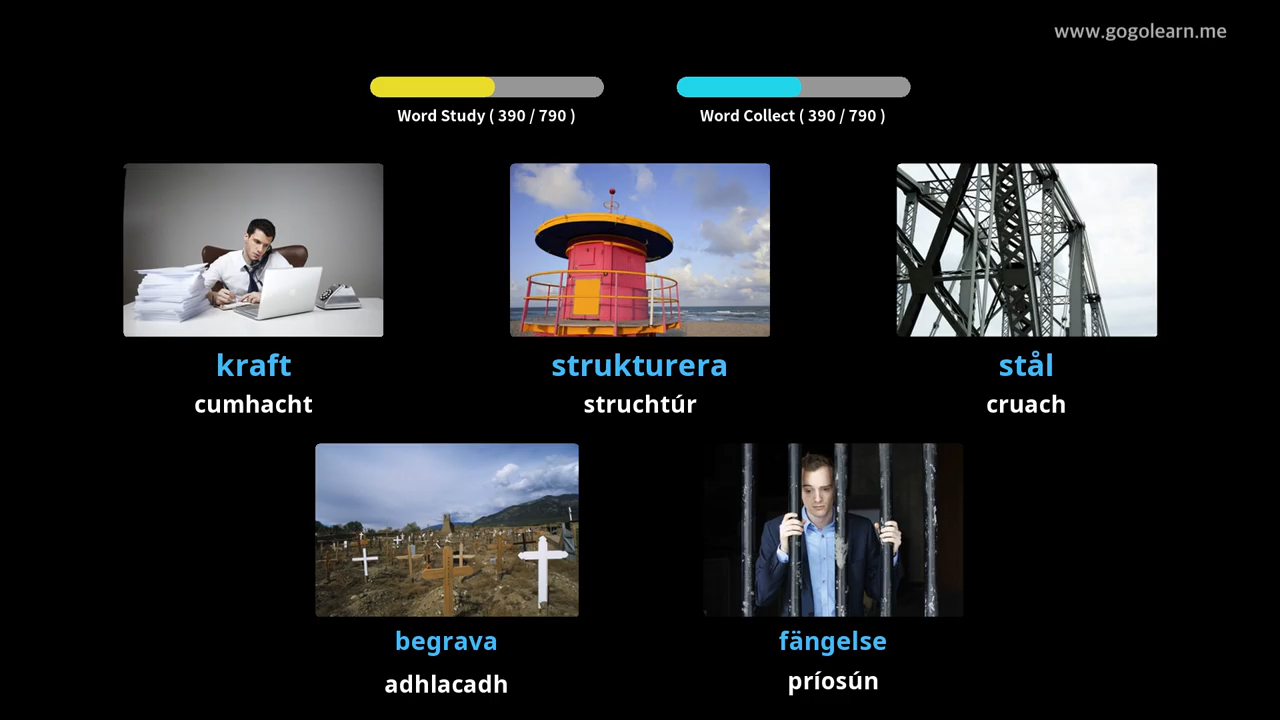 www.gogolearn.me
Word Study ( 390 / 790 )
Word Collect ( 390 / 790 )
kraft
cumhacht
strukturera
struchtúr
stål
cruach
begrava
adhlacadh
fängelse
príosún